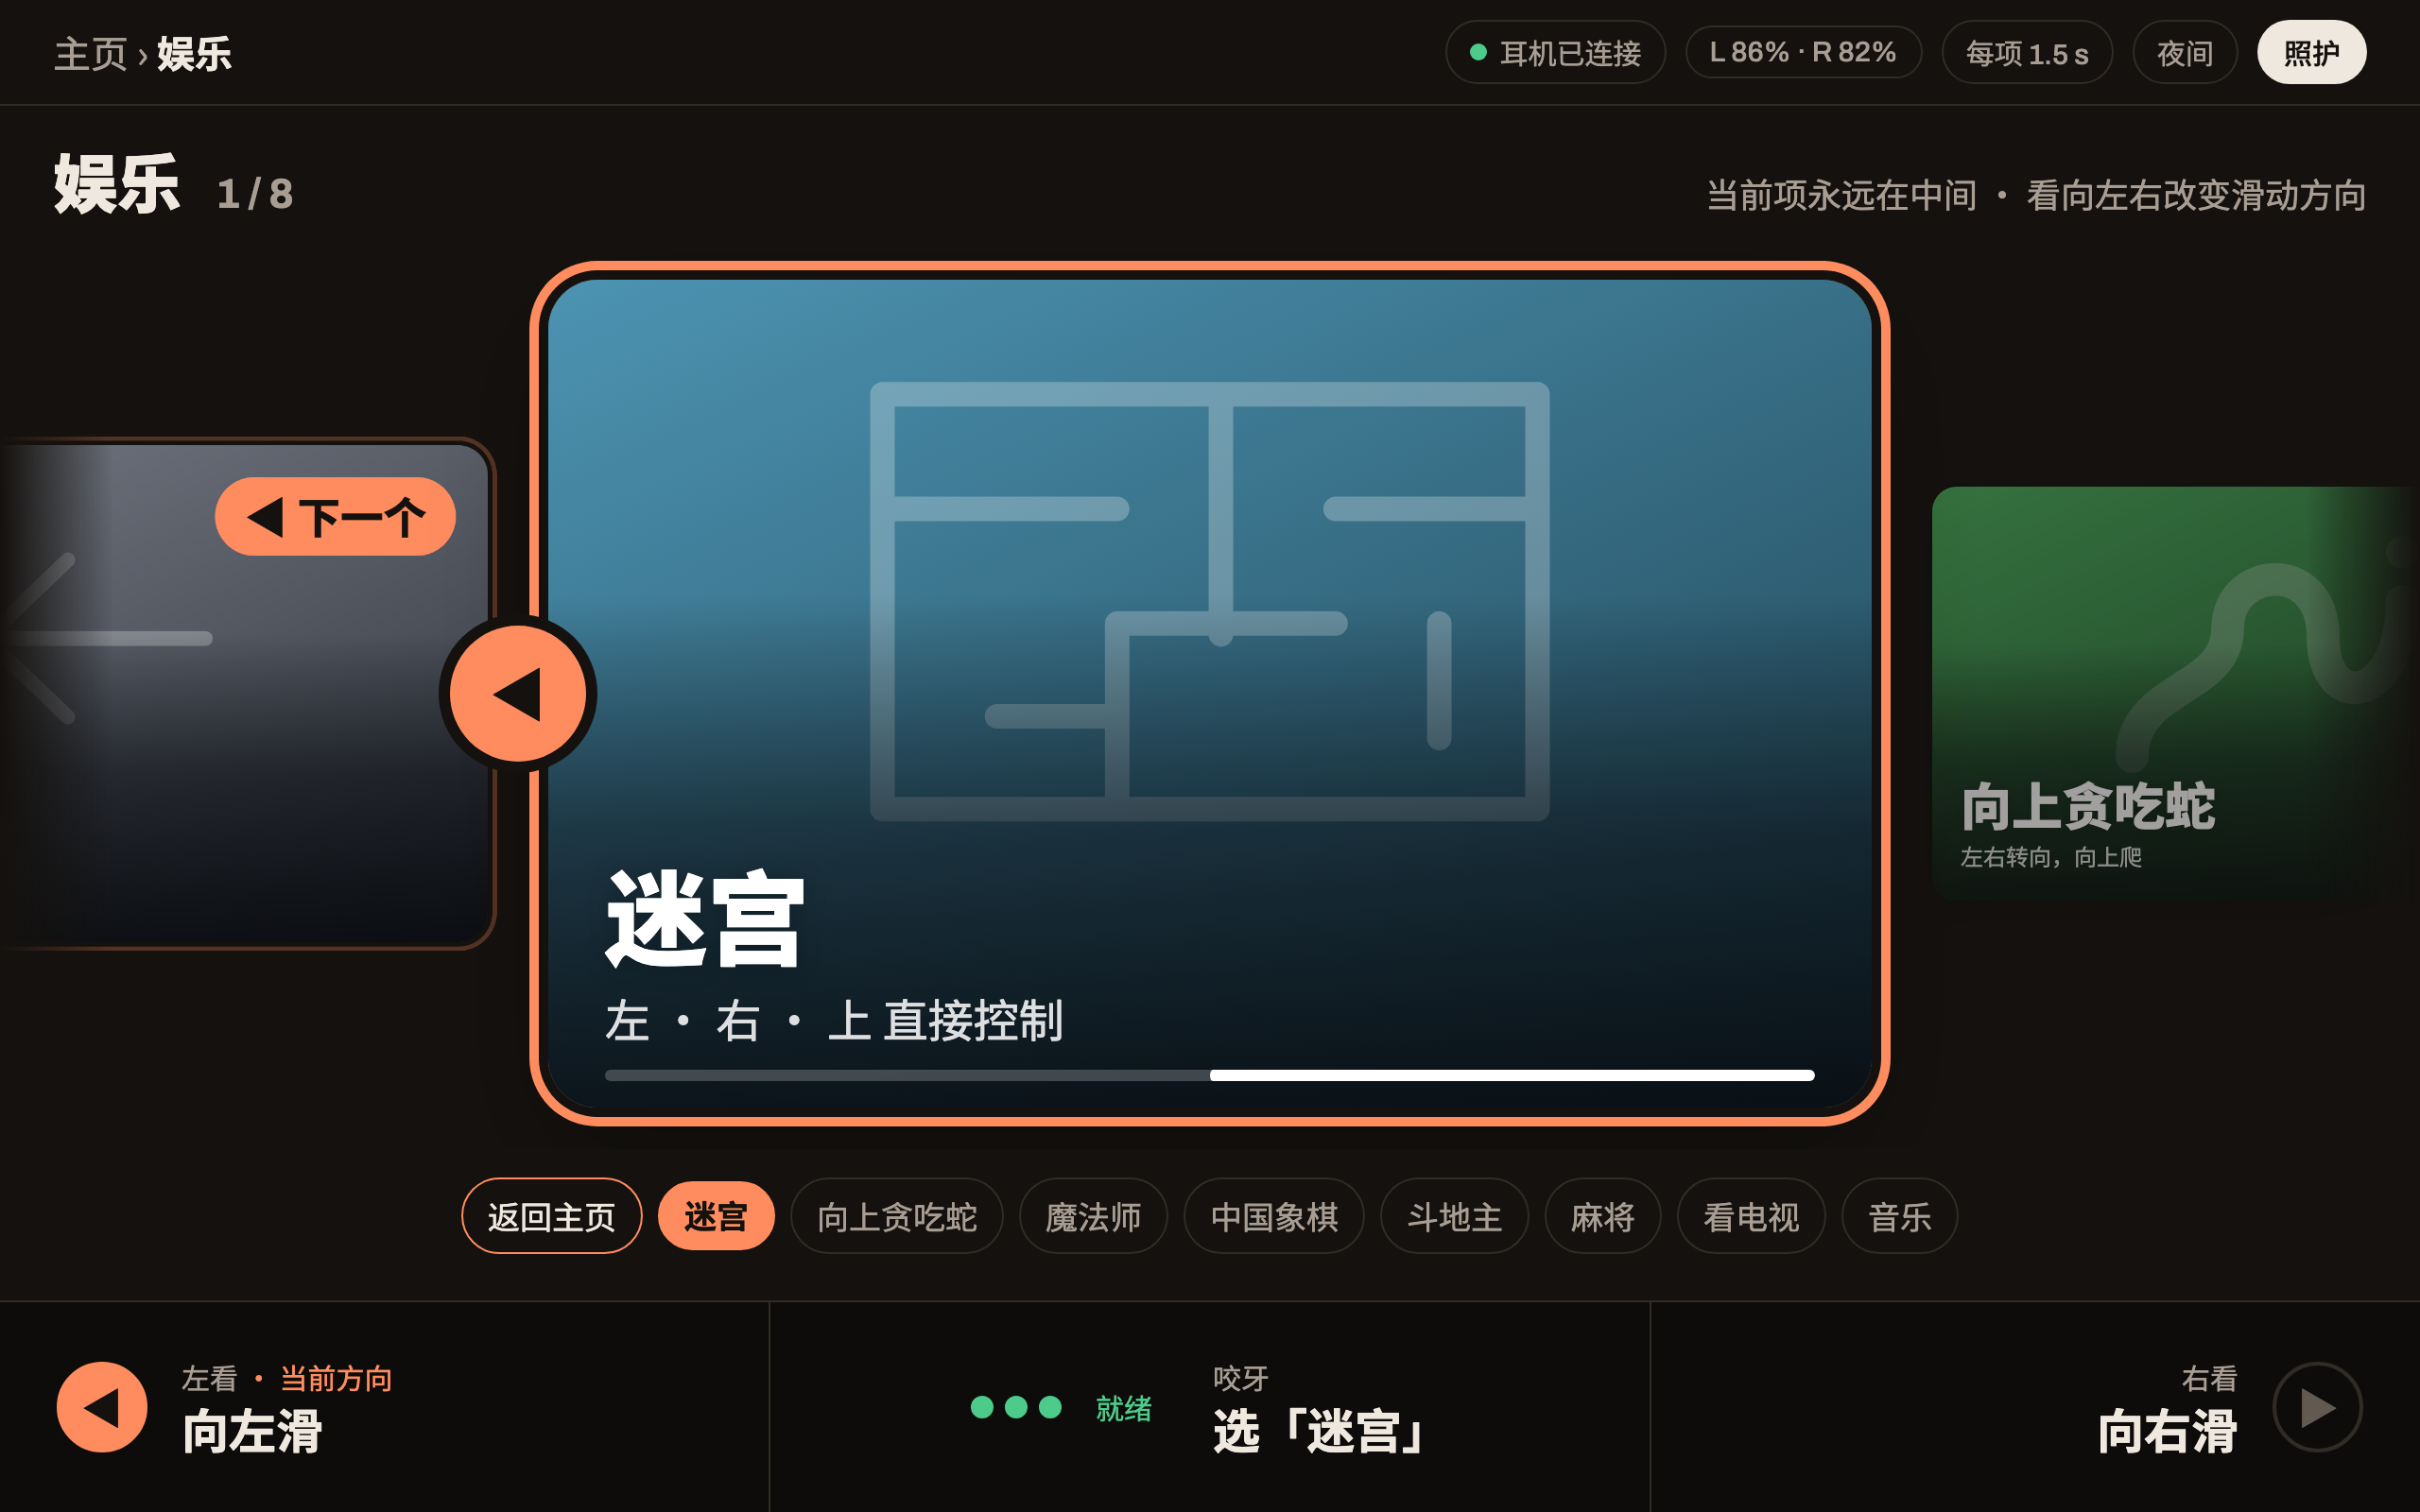 主页 › 娱乐
耳机已连接
L 86% · R 82%
每项 1.5 s
夜间
照护
娱乐 1 / 8
当前项永远在中间 · 看向左右改变滑动方向
◀ 下一个
迷宫
左 · 右 · 上 直接控制
向上贪吃蛇
左右转向，向上爬
返回主页
迷宫
向上贪吃蛇
魔法师
中国象棋
斗地主
麻将
看电视
音乐
左看 · 当前方向
向左滑
就绪
咬牙
选「迷宫」
右看
向右滑